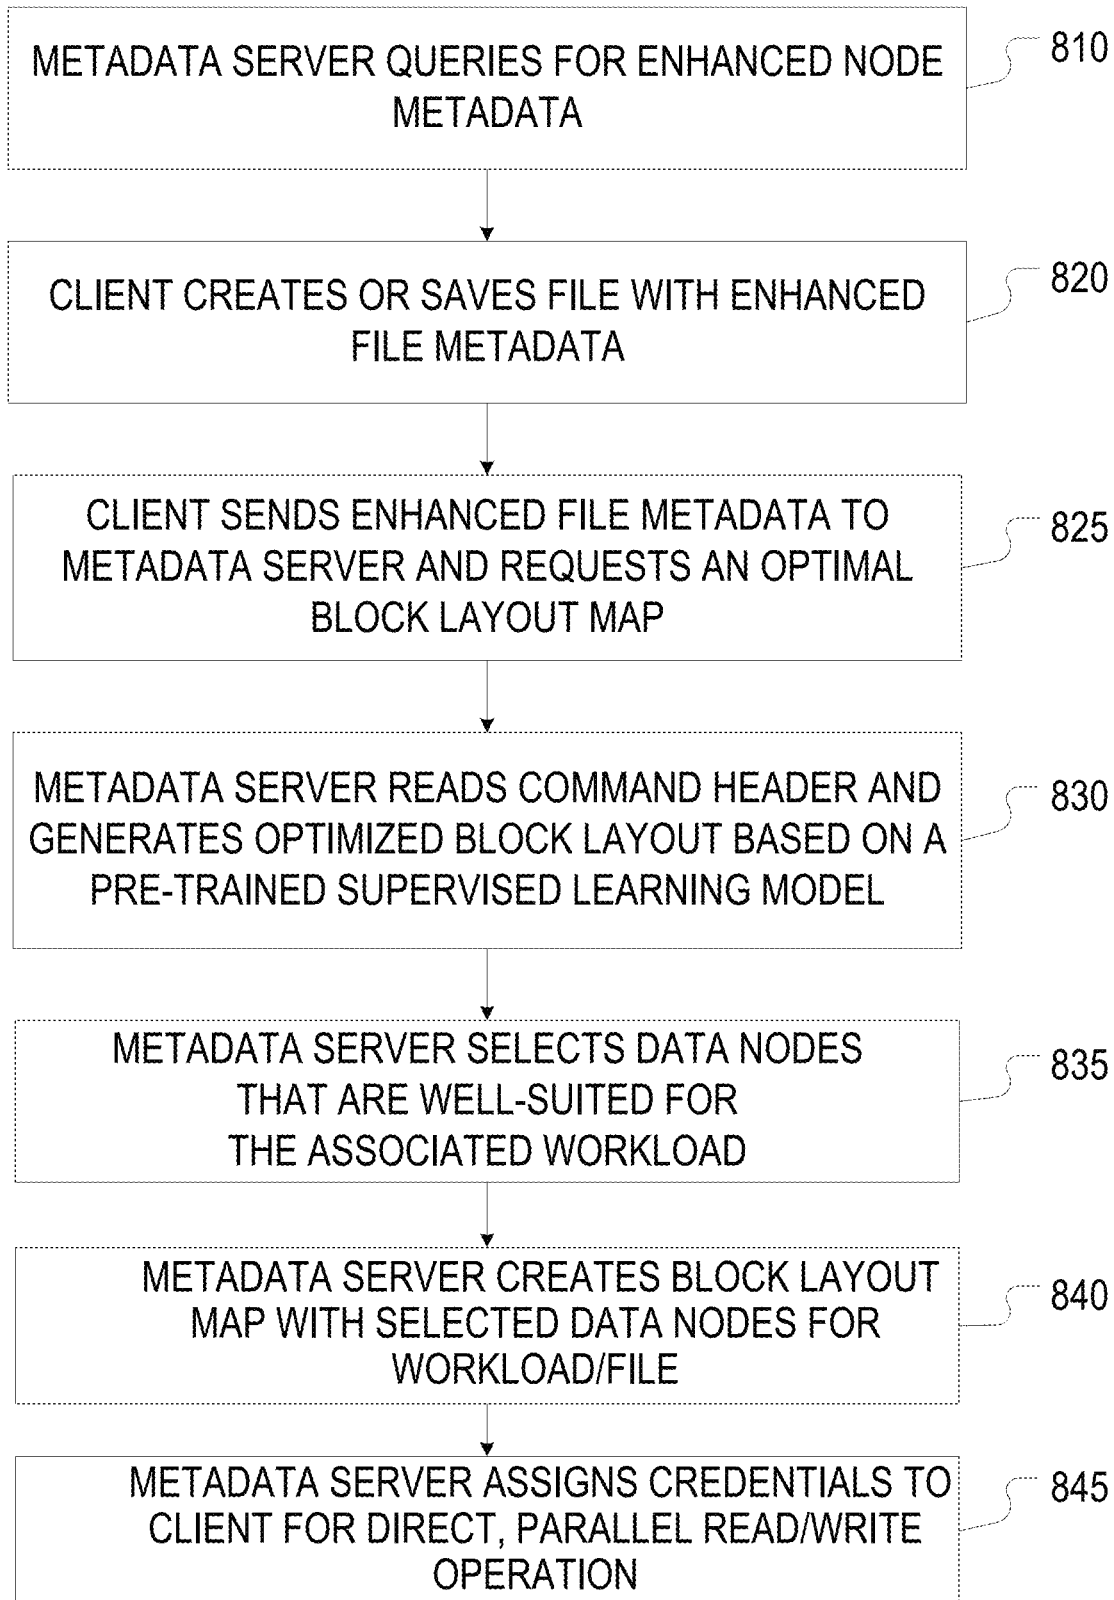 METADATA SERVER QUERIES FOR ENHANCED NODE
METADATA
810
CLIENT CREATES OR SAVES FILE WITH ENHANCED
FILE METADATA
820
CLIENT SENDS ENHANCED FILE METADATA TO
METADATA SERVER AND REQUESTS AN OPTIMAL
BLOCK LAYOUT MAP
825
METADATA SERVER READS COMMAND HEADER AND
GENERATES OPTIMIZED BLOCK LAYOUT BASED ON A
PRE-TRAINED SUPERVISED LEARNING MODEL
830
METADATA SERVER SELECTS DATA NODES
THAT ARE WELL-SUITED FOR
THE ASSOCIATED WORKLOAD
835
METADATA SERVER CREATES BLOCK LAYOUT
MAP WITH SELECTED DATA NODES FOR
WORKLOAD/FILE
840
METADATA SERVER ASSIGNS CREDENTIALS TO
CLIENT FOR DIRECT, PARALLEL READ/WRITE
OPERATION
845